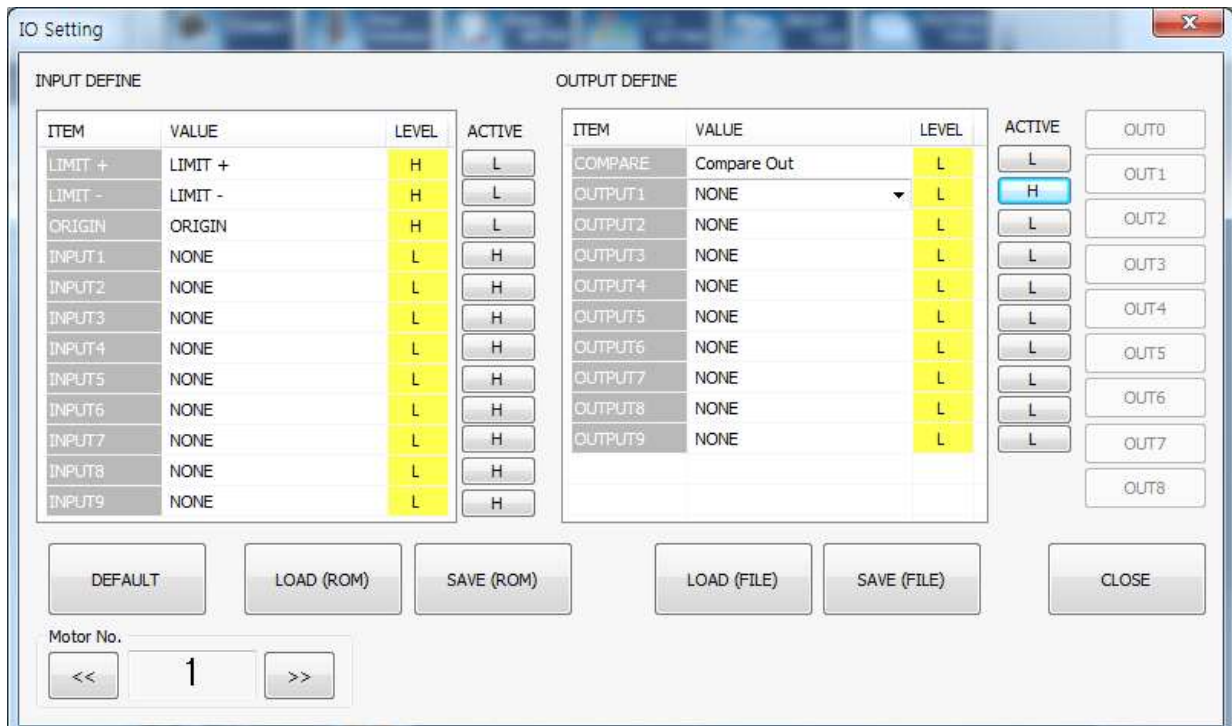 IO Setting
INPUT DEFINE
ITEM VALUE LEVEL ACTIVE
LIMIT + LIMIT + H L
LIMIT - LIMIT - H L
ORIGIN ORIGIN H L
INPUT1 NONE L H
INPUT2 NONE L H
INPUT3 NONE L H
INPUT4 NONE L H
INPUT5 NONE L H
INPUT6 NONE L H
INPUT7 NONE L H
INPUT8 NONE L H
INPUT9 NONE L H
OUTPUT DEFINE
ITEM VALUE LEVEL ACTIVE
COMPARE Compare Out L L
OUTPUT1 NONE L H
OUTPUT2 NONE L L
OUTPUT3 NONE L L
OUTPUT4 NONE L L
OUTPUT5 NONE L L
OUTPUT6 NONE L L
OUTPUT7 NONE L L
OUTPUT8 NONE L L
OUTPUT9 NONE L L
OUT0
OUT1
OUT2
OUT3
OUT4
OUT5
OUT6
OUT7
OUT8
DEFAULT LOAD (ROM) SAVE (ROM) LOAD (FILE) SAVE (FILE) CLOSE
Motor No.
<< 1 >>